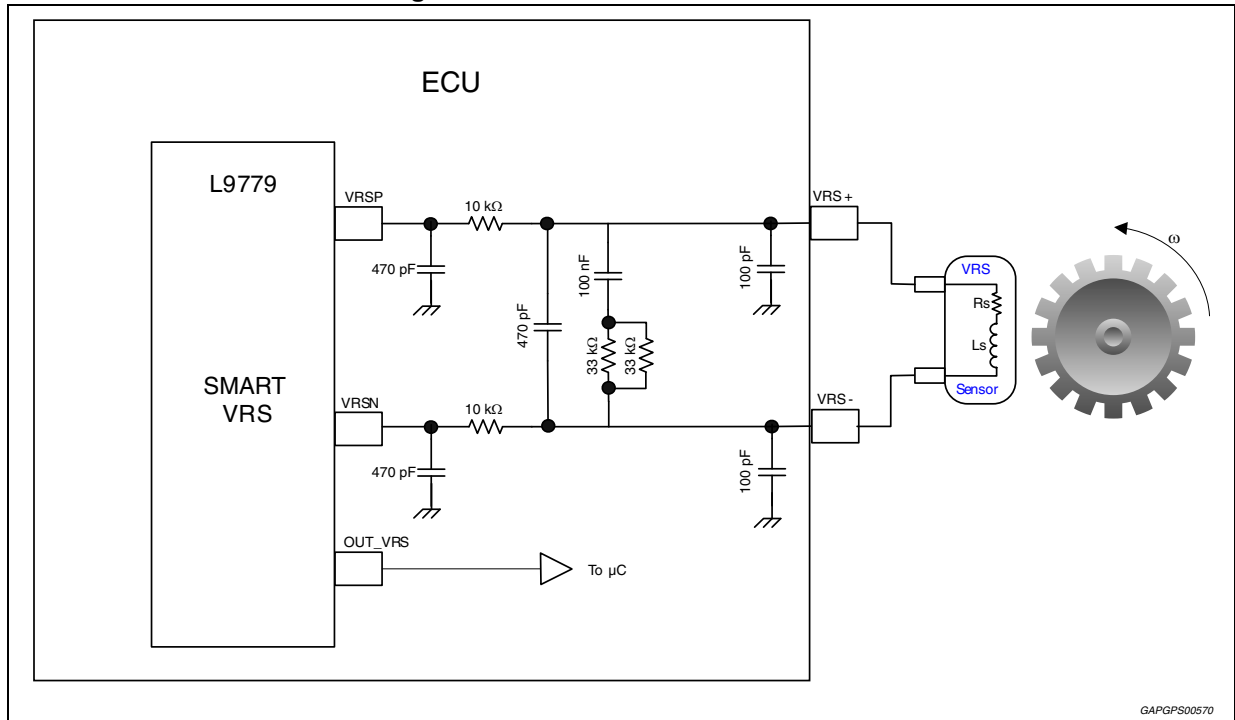 ECU
L9779
SMART
VRS
VRSP
10 kΩ
470 pF
470 pF
100 nF
33 kΩ
33 kΩ
100 pF
VRS+
VRS
Rs
Ls
Sensor
ω
VRSN
10 kΩ
470 pF
100 pF
VRS-
OUT_VRS
To µC
GAPGPS00570